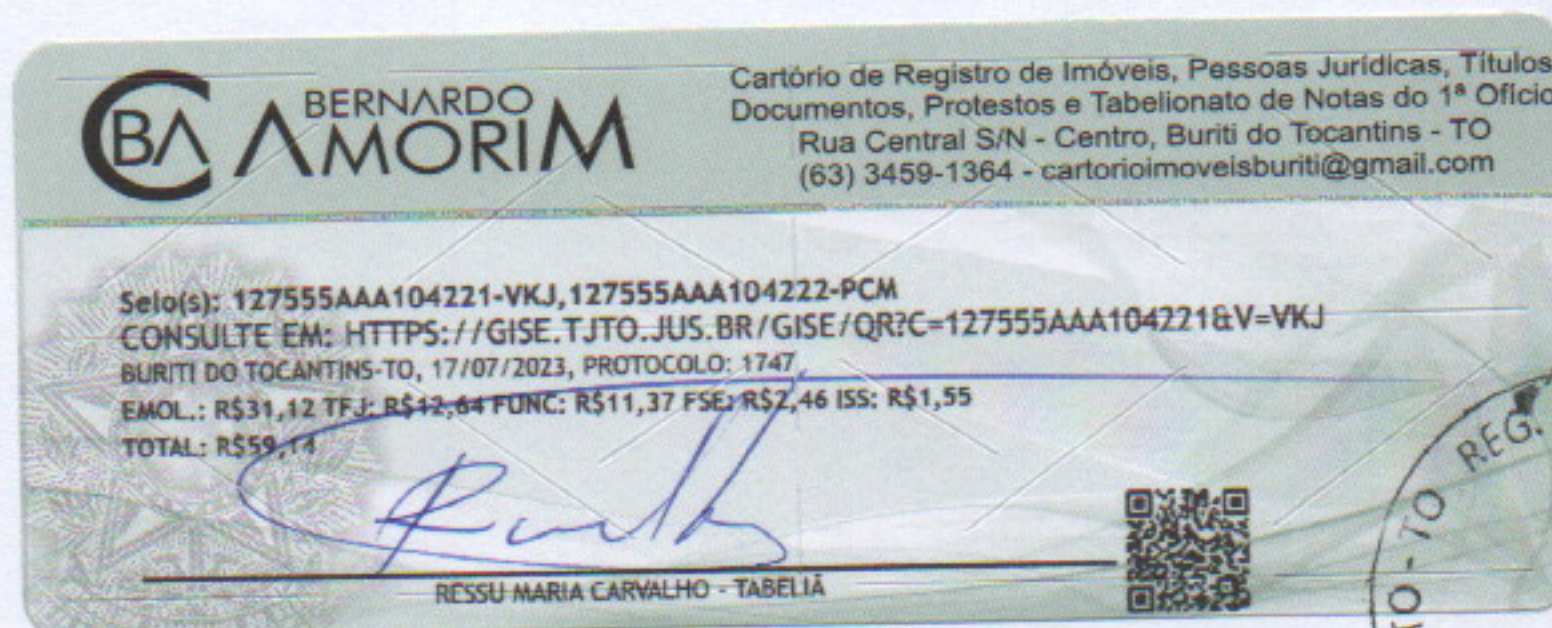 CBA BERNARDO
AMORIM
Cartório de Registro de Imóveis, Pessoas Jurídicas, Títulos
Documentos, Protestos e Tabelionato de Notas do 1ª Ofício
Rua Central S/N - Centro, Buriti do Tocantins - TO
(63) 3459-1364 - cartorioimoveisburiti@gmail.com
Selo(s): 127555AAA104221-VKJ,127555AAA104222-PCM
CONSULTE EM: HTTPS://GISE.TJTO.JUS.BR/GISE/QR?C=127555AAA104221&V=VKJ
BURITI DO TOCANTINS-TO, 17/07/2023, PROTOCOLO: 1747,
EMOL.: R$31,12 TFJ: R$12,64 FUNC: R$11,37 FSE: R$2,46 ISS: R$1,55
TOTAL: R$59,14
RESSU MARIA CARVALHO - TABELIÃ
- TO REG.